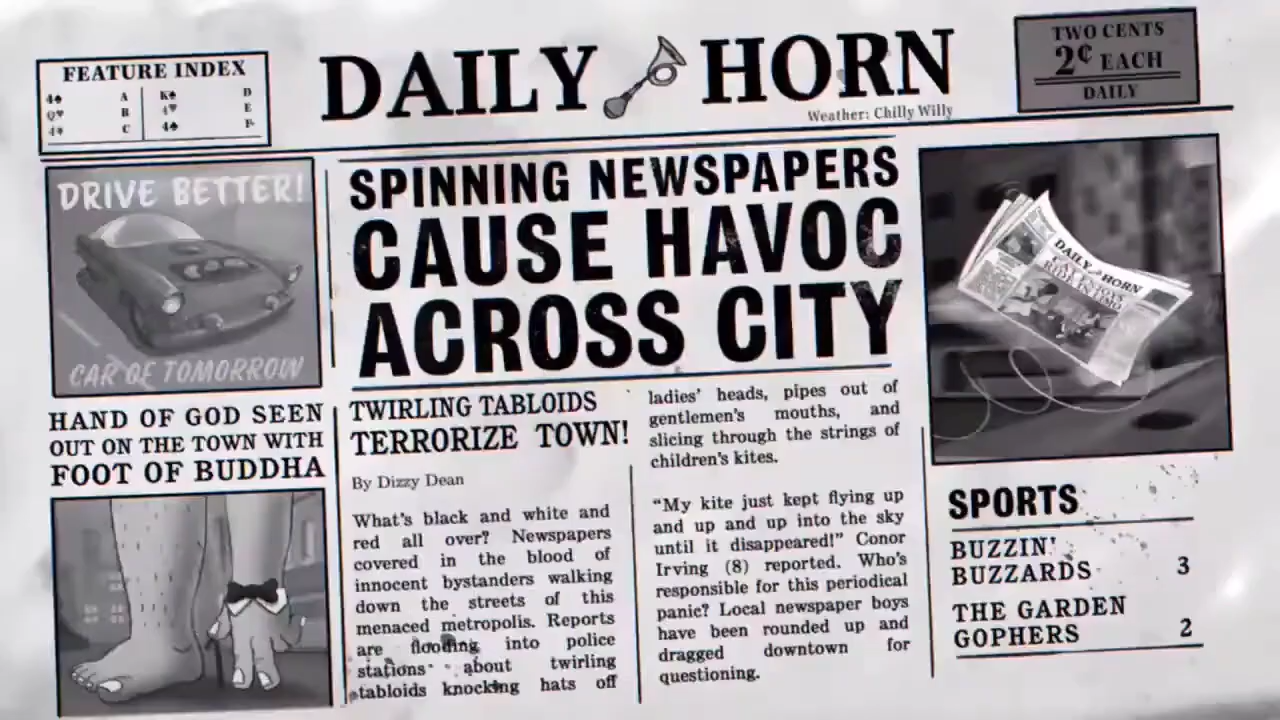 FEATURE INDEX
4♠ A K♠ D
Q♥ B 4♥ E
C 4♣ F
DAILY HORN
Weather: Chilly Willy
TWO CENTS
2¢ EACH
DAILY
DRIVE BETTER!
CAR OF TOMORROW
HAND OF GOD SEEN
OUT ON THE TOWN WITH
FOOT OF BUDDHA
SPINNING NEWSPAPERS
CAUSE HAVOC
ACROSS CITY
TWIRLING TABLOIDS
TERRORIZE TOWN!
By Dizzy Dean
What's black and white and
red all over? Newspapers
covered in the blood of
innocent bystanders walking
down the streets of this
menaced metropolis. Reports
are flooding into police
stations about twirling
tabloids knocking hats off
ladies' heads, pipes out of
gentlemen's mouths, and
slicing through the strings of
children's kites.
"My kite just kept flying up
and up and up into the sky
until it disappeared!" Conor
Irving (8) reported. Who's
responsible for this periodical
panic? Local newspaper boys
have been rounded up and
dragged downtown for
questioning.
DAILY HORN
SPORTS
BUZZIN'
BUZZARDS 3
THE GARDEN
GOPHERS 2